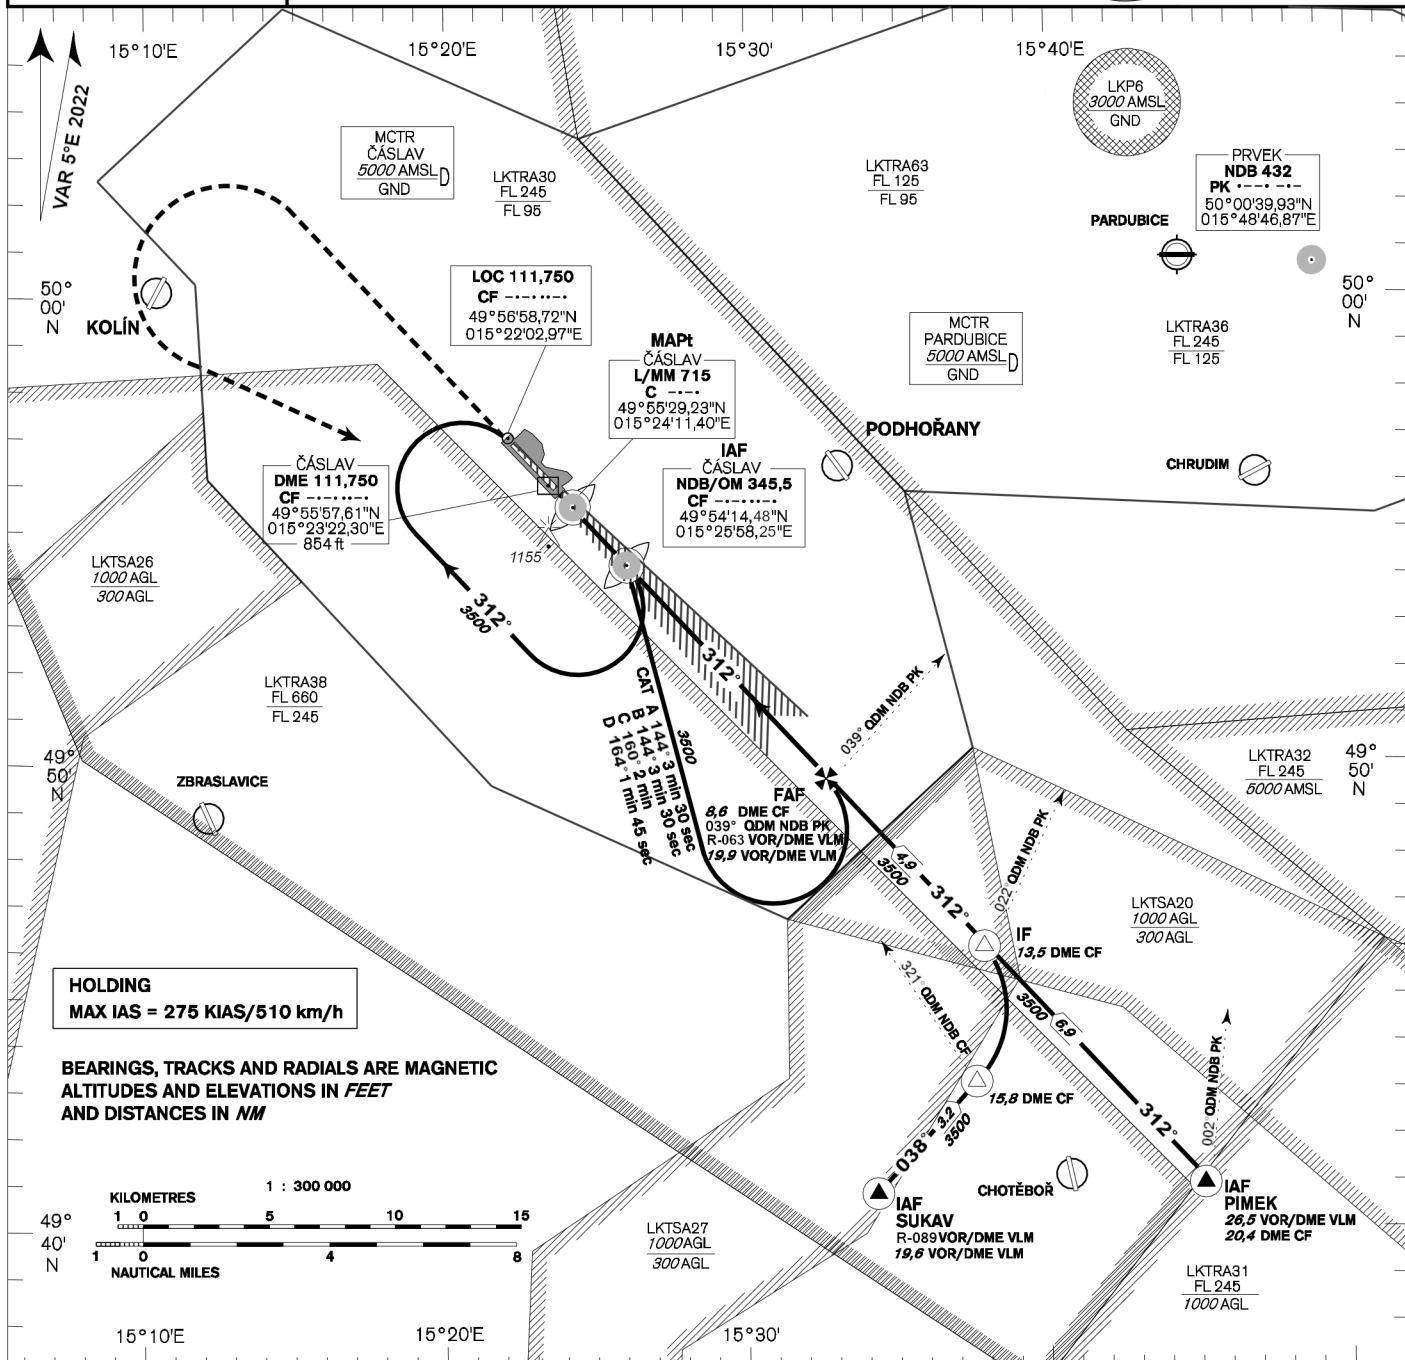 15°10'E
15°20'E
15°30'
15°40'E
VAR 5°E 2022
LKP6
3000 AMSL
GND
MCTR
ČÁSLAV
5000 AMSL
GND
D
LKTRA30
FL 245
FL 95
LKTRA63
FL 125
FL 95
PRVEK
NDB 432
PK ·--· -·-
50°00'39,93"N
015°48'46,87"E
PARDUBICE
50°
00'
N
KOLÍN
LOC 111,750
CF -·-· ··-·
49°56'58,72"N
015°22'02,97"E
50°
00'
N
MCTR
PARDUBICE
5000 AMSL
GND
D
LKTRA36
FL 245
FL 125
MAPt
ČÁSLAV
L/MM 715
C -·-·
49°55'29,23"N
015°24'11,40"E
PODHOŘANY
CHRUDIM
IAF
ČÁSLAV
NDB/OM 345,5
CF -·-· ··-·
49°54'14,48"N
015°25'58,25"E
ČÁSLAV
DME 111,750
CF -·-· ··-·
49°55'57,61"N
015°23'22,30"E
854 ft
1155
LKTSA26
1000 AGL
300 AGL
312°
3500
LKTRA38
FL 660
FL 245
312°
039° QDM NDB PK
CAT A 144° 3 min 30 sec
B 144° 3 min 30 sec
C 160° 2 min
D 164° 1 min 45 sec
3500
49°
50'
N
ZBRASLAVICE
LKTRA32
FL 245
5000 AMSL
49°
50'
N
FAF
8,6 DME CF
039° QDM NDB PK
R-063 VOR/DME VLM
19,9 VOR/DME VLM
4,9
3500
312°
022° QDM NDB PK
LKTSA20
1000 AGL
300 AGL
IF
13,5 DME CF
321° QDM NDB CF
3500
6,9
HOLDING
MAX IAS = 275 KIAS/510 km/h
BEARINGS, TRACKS AND RADIALS ARE MAGNETIC
ALTITUDES AND ELEVATIONS IN FEET
AND DISTANCES IN NM
15,8 DME CF
002° QDM NDB PK
312°
038°
3,2
3500
CHOTĚBOŘ
IAF
PIMEK
26,5 VOR/DME VLM
20,4 DME CF
IAF
SUKAV
R-089 VOR/DME VLM
19,6 VOR/DME VLM
1 : 300 000
KILOMETRES
1 0 5 10 15
1 0 4 8
NAUTICAL MILES
49°
40'
N
LKTSA27
1000 AGL
300 AGL
LKTRA31
FL 245
1000 AGL
15°10'E
15°20'E
15°30'